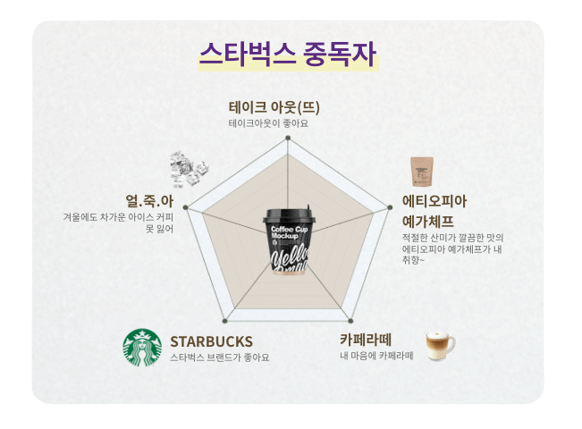 스타벅스 중독자
테이크 아웃(뜨)
테이크아웃이 좋아요
얼.죽.아
겨울에도 차가운 아이스 커피
못 잃어
에티오피아
예가체프
적절한 산미가 깔끔한 맛의
에티오피아 예가체프가 내
취향~
Coffee Cup
Mockup
Yello
STARBUCKS
스타벅스 브랜드가 좋아요
카페라떼
내 마음에 카페라떼